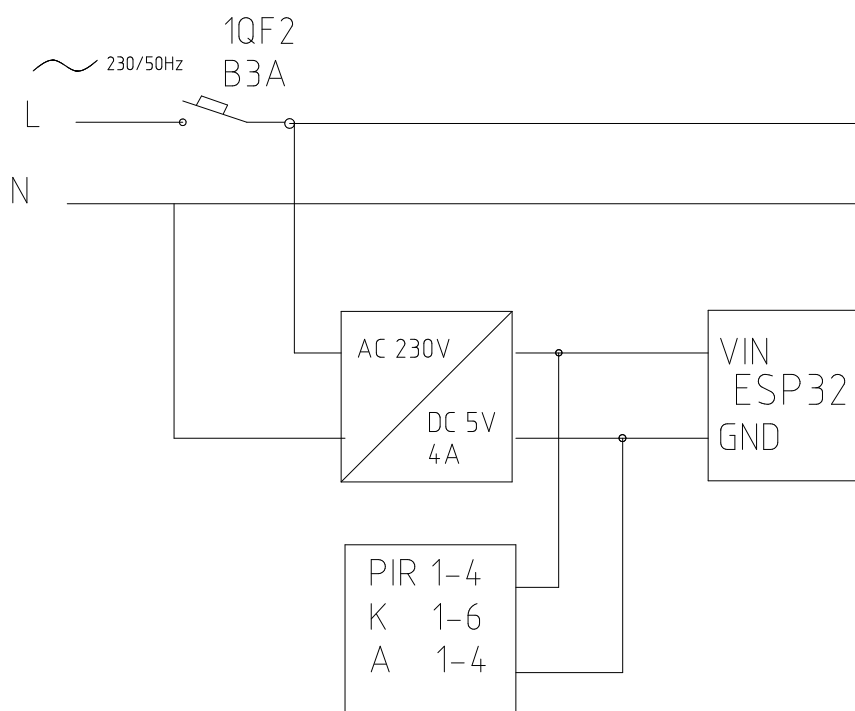 1QF2
B3A
230/50Hz
L
N
AC 230V
DC 5V
4A
VIN
ESP32
GND
PIR 1-4
K 1-6
A 1-4